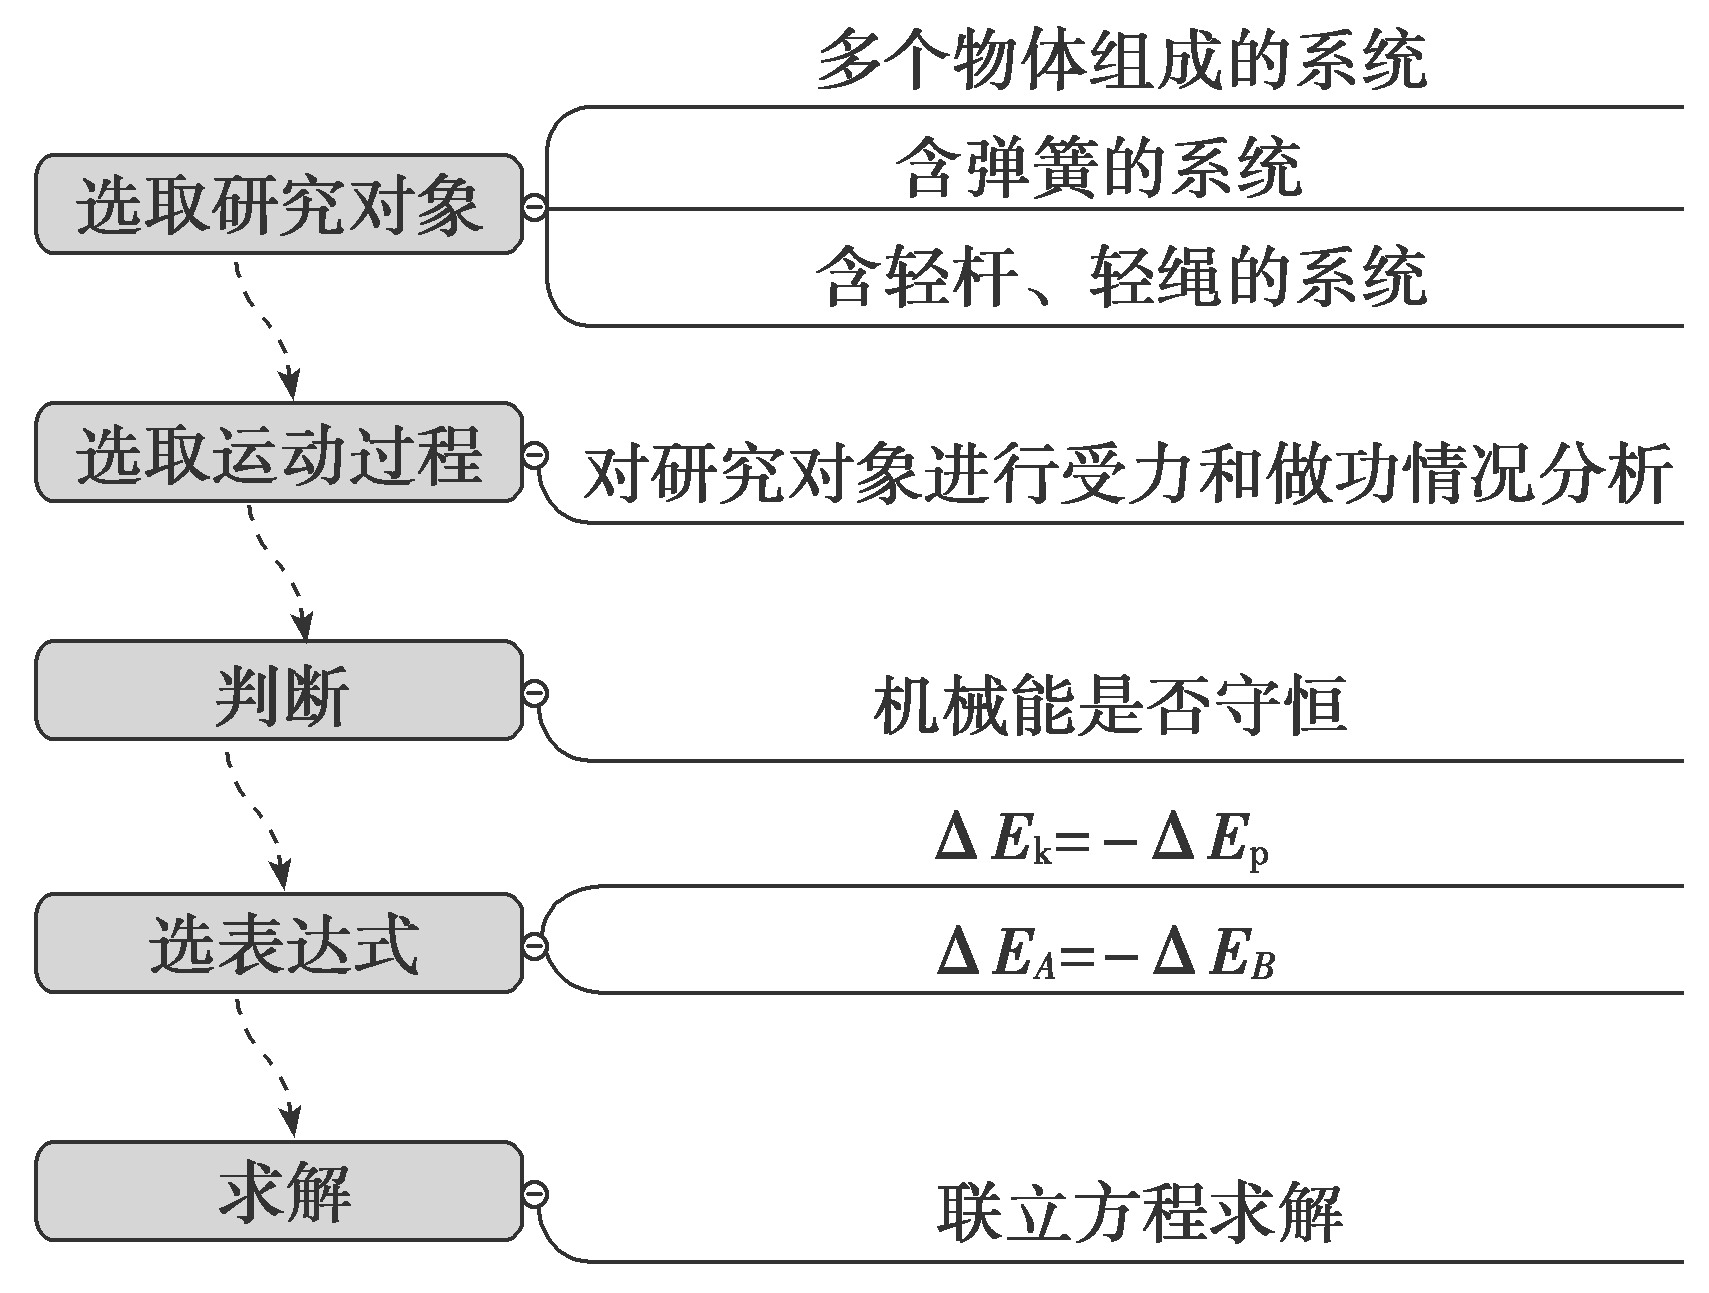 选取研究对象
多个物体组成的系统
含弹簧的系统
含轻杆、轻绳的系统
选取运动过程
对研究对象进行受力和做功情况分析
判断
机械能是否守恒
选表达式
ΔEk=－ΔEp
ΔEA=－ΔEB
求解
联立方程求解